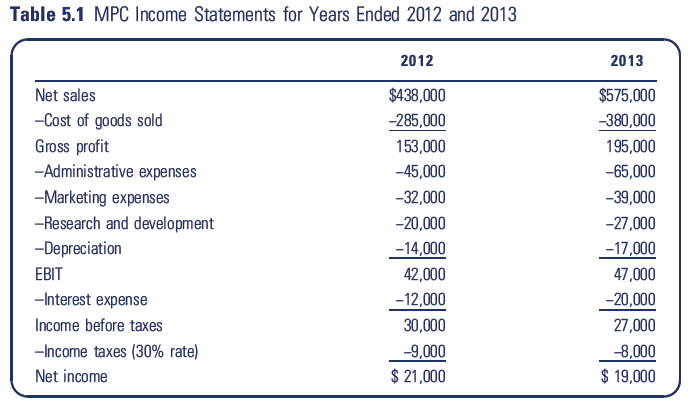 Table 5.1 MPC Income Statements for Years Ended 2012 and 2013
2012 2013
Net sales $438,000 $575,000
–Cost of goods sold –285,000 –380,000
Gross profit 153,000 195,000
–Administrative expenses –45,000 –65,000
–Marketing expenses –32,000 –39,000
–Research and development –20,000 –27,000
–Depreciation –14,000 –17,000
EBIT 42,000 47,000
–Interest expense –12,000 –20,000
Income before taxes 30,000 27,000
–Income taxes (30% rate) –9,000 –8,000
Net income $ 21,000 $ 19,000